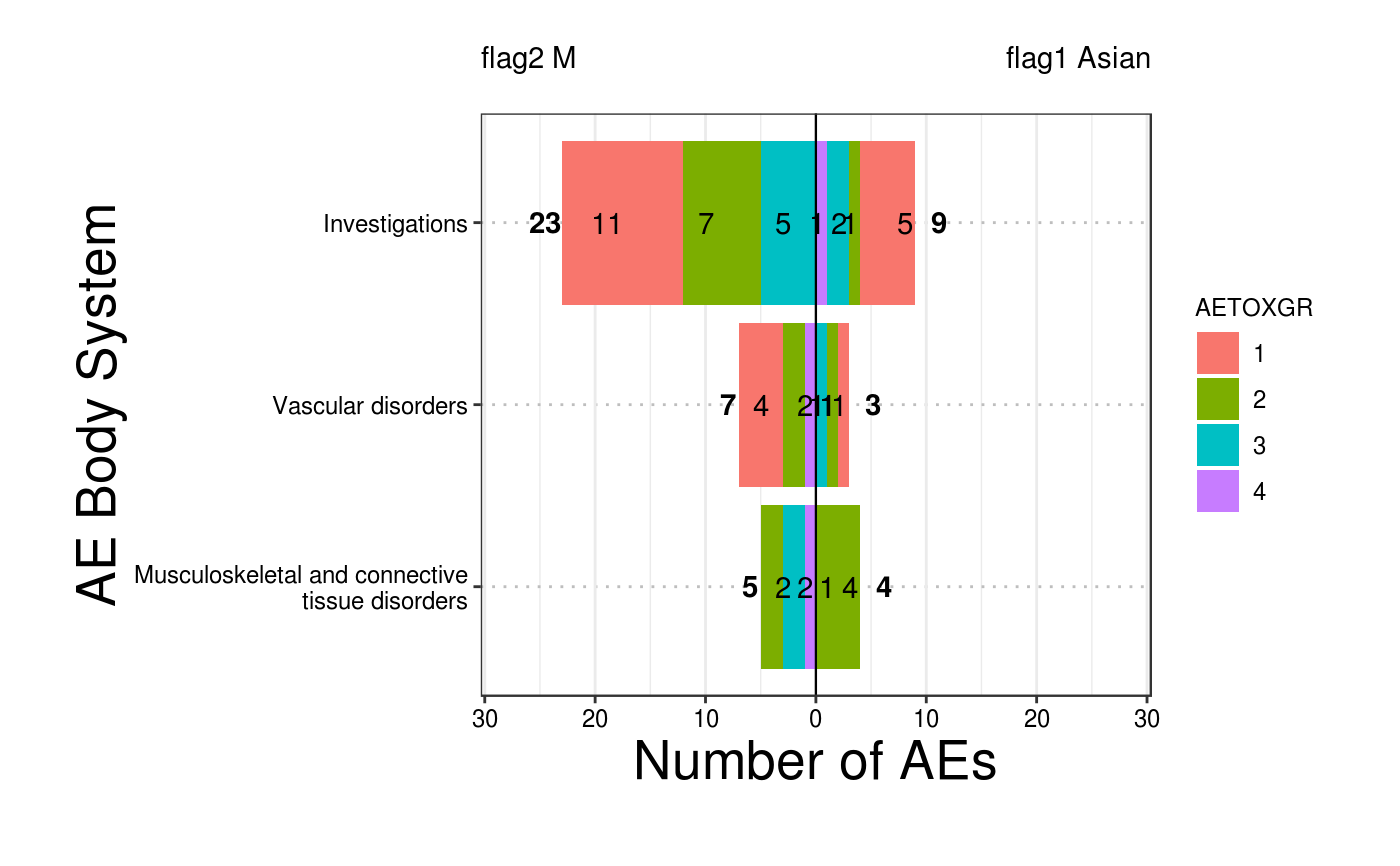 flag2 M
flag1 Asian
AE Body System
Investigations
23 11 7 5 1 2 1 5 9
Vascular disorders
7 4 2 1 1 1 1 3
Musculoskeletal and connective
tissue disorders
5 2 2 1 4 4
30 20 10 0 10 20 30
Number of AEs
AETOXGR
1
2
3
4